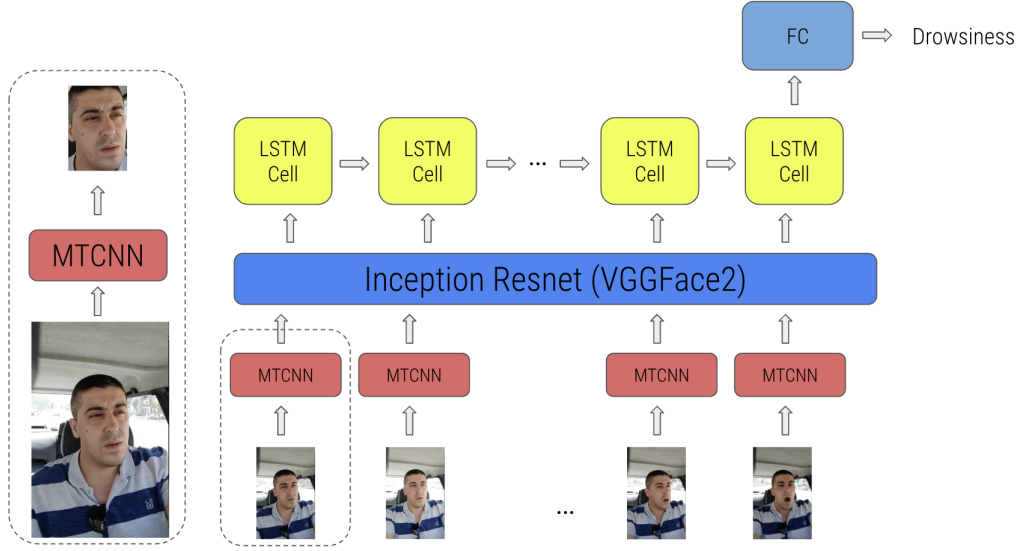 FC
Drowsiness
LSTM
Cell
LSTM
Cell
...
LSTM
Cell
LSTM
Cell
MTCNN
Inception Resnet (VGGFace2)
MTCNN
MTCNN
MTCNN
MTCNN
...